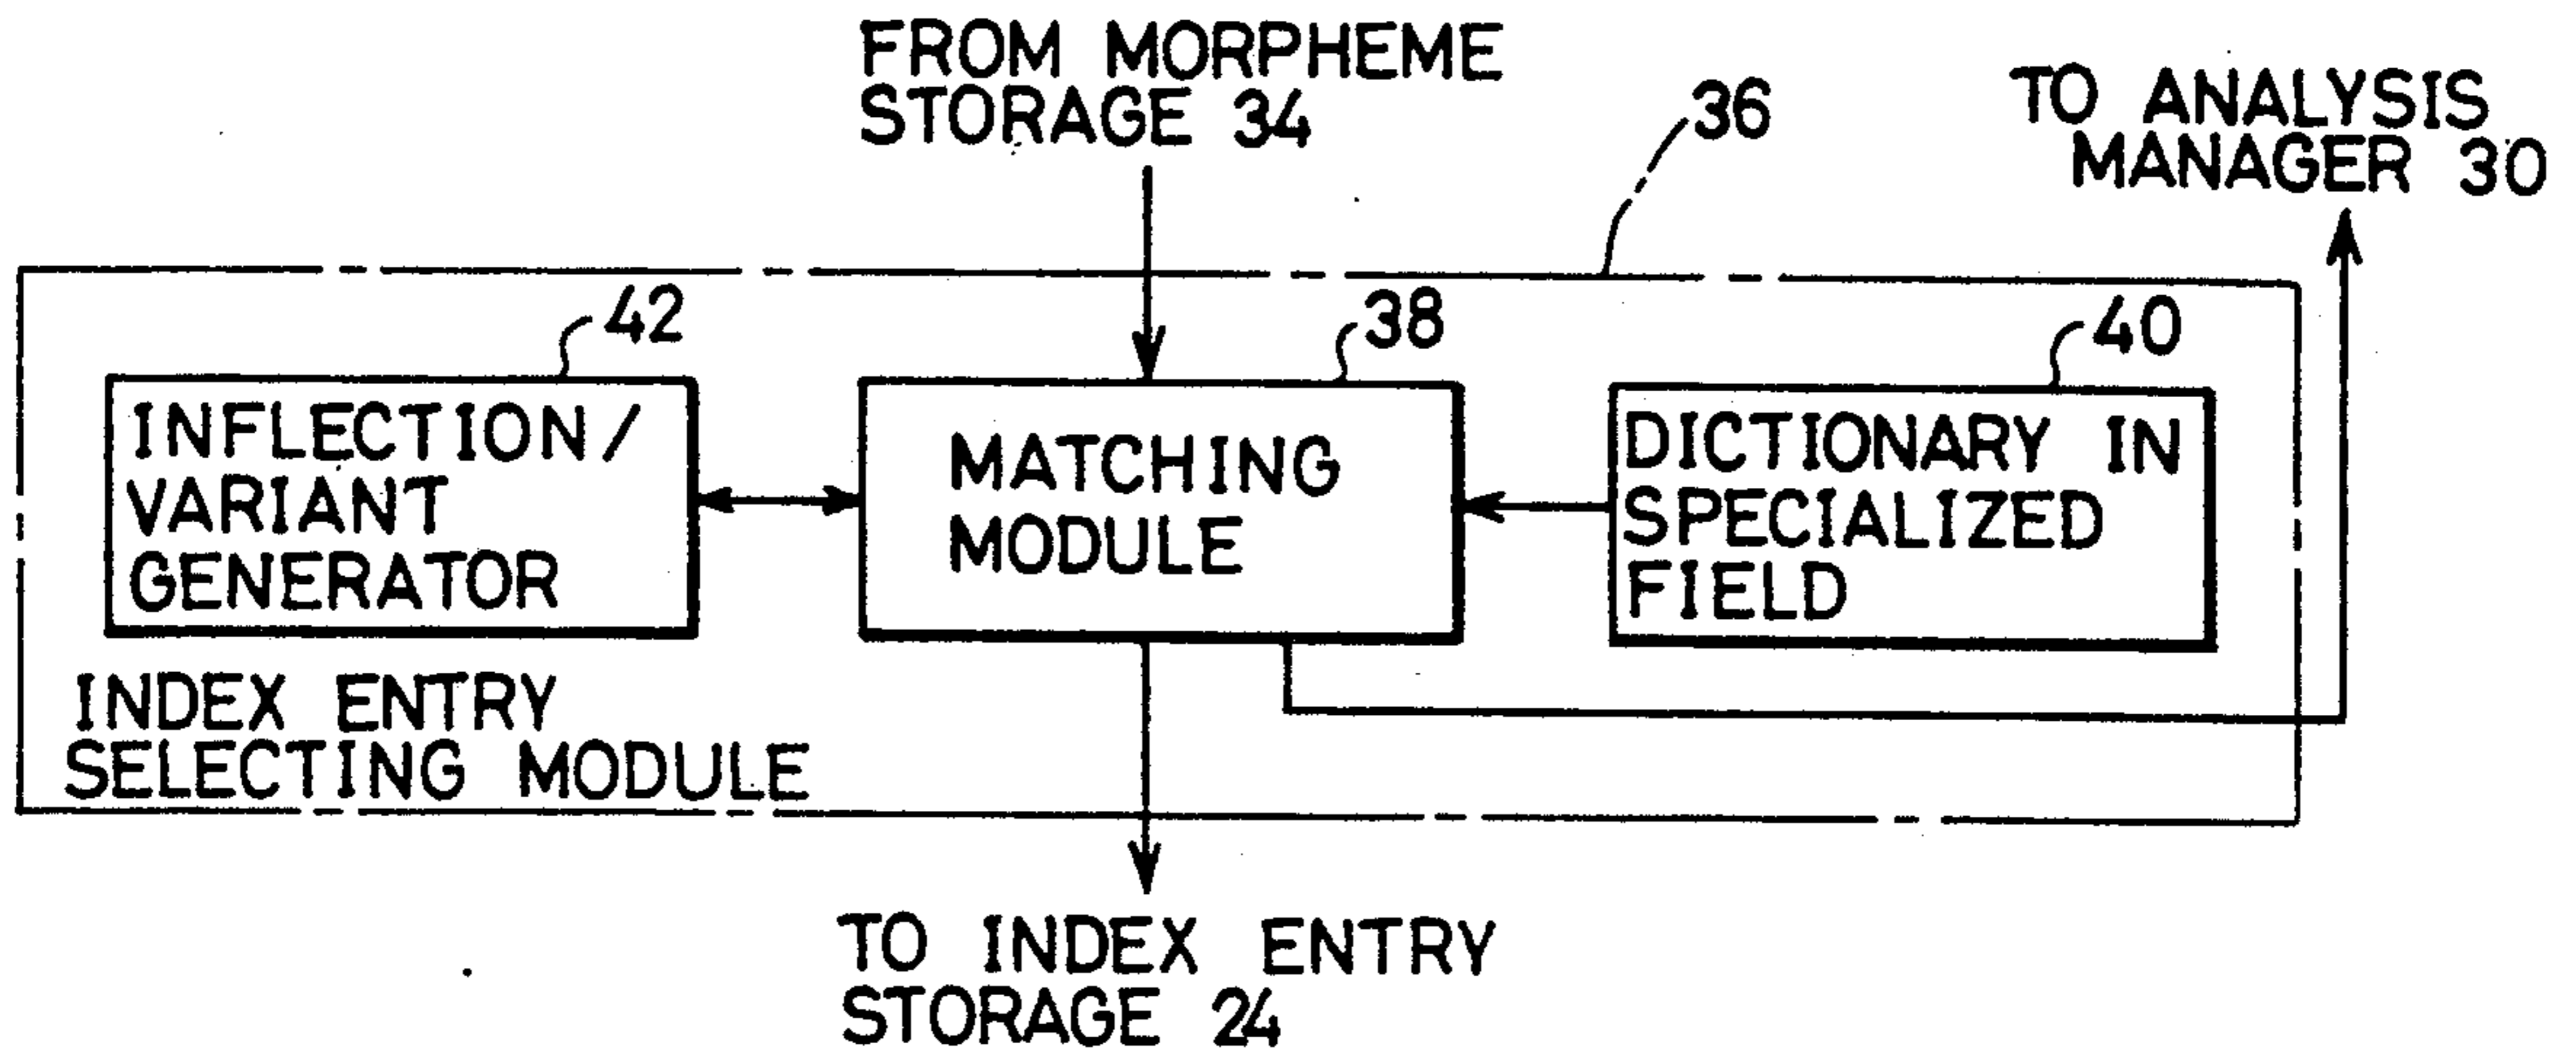 FROM MORPHEME
STORAGE 34
36
TO ANALYSIS
MANAGER 30
42
38
40
INFLECTION/
VARIANT
GENERATOR
MATCHING
MODULE
DICTIONARY IN
SPECIALIZED
FIELD
INDEX ENTRY
SELECTING MODULE
TO INDEX ENTRY
STORAGE 24